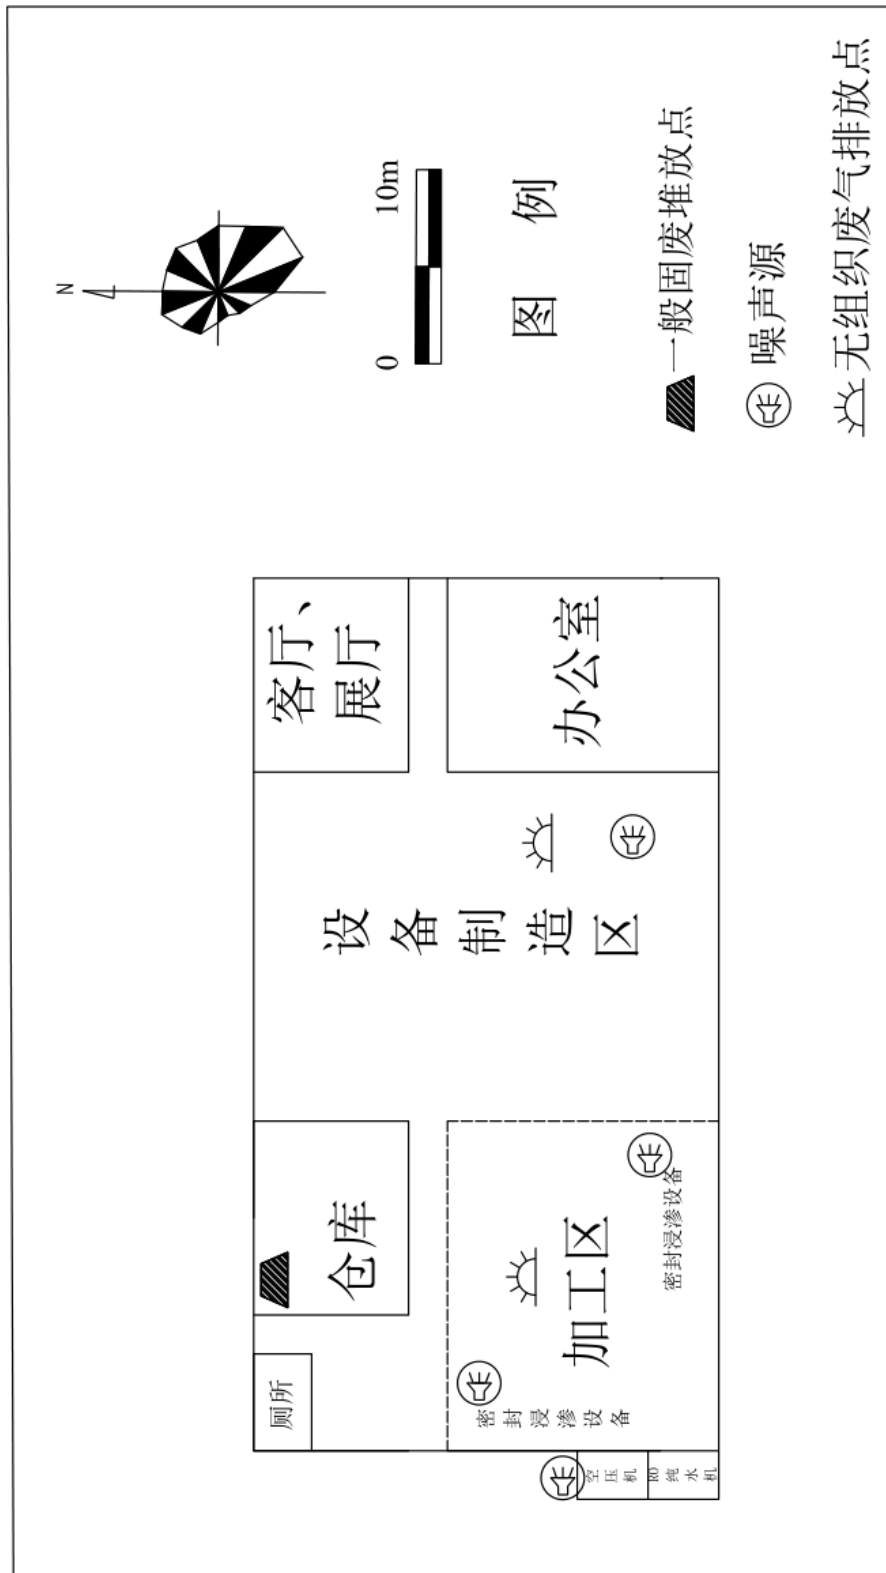 N
0
10m
图 例
一般固废堆放点
噪声源
无组织废气排放点
客厅、
展厅
办公室
设备制造区
仓库
厕所
加工区
密封浸渗设备
密封浸渗设备
空压机
RO纯水机